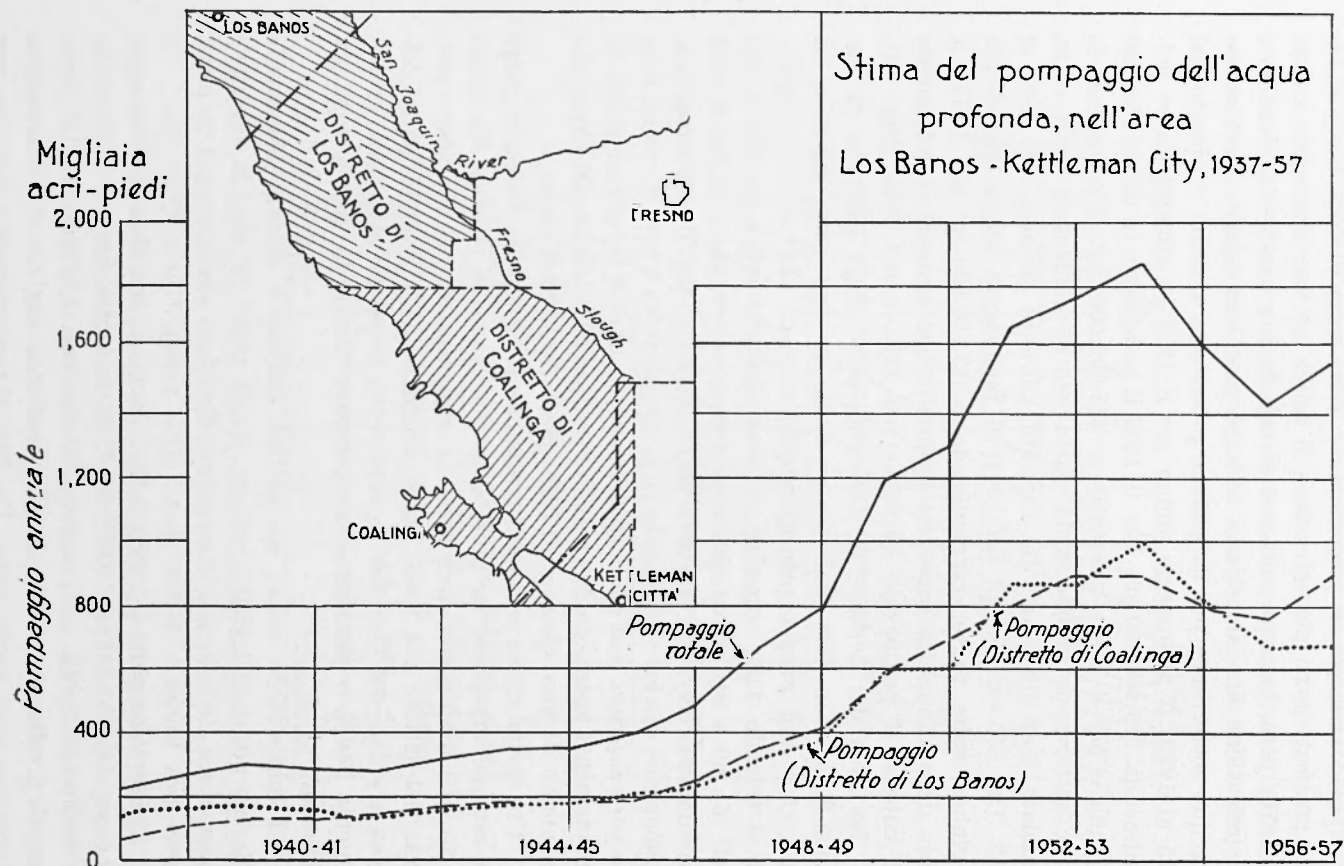 Stima del pompaggio dell'acqua
profonda, nell'area
Los Banos - Kettleman City, 1937-57
LOS BANOS
San
Joaquin
River
DISTRETTO DI
LOS BANOS
FRESNO
Fresno
Slough
DISTRETTO DI
COALINGA
COALINGA
KETTLEMAN
CITTA'
Migliaia
acri-piedi
2,000
1,600
1,200
800
400
0
Pompaggio annuale
Pompaggio
totale
Pompaggio
(Distretto di Coalinga)
Pompaggio
(Distretto di Los Banos)
1940-41
1944-45
1948-49
1952-53
1956-57